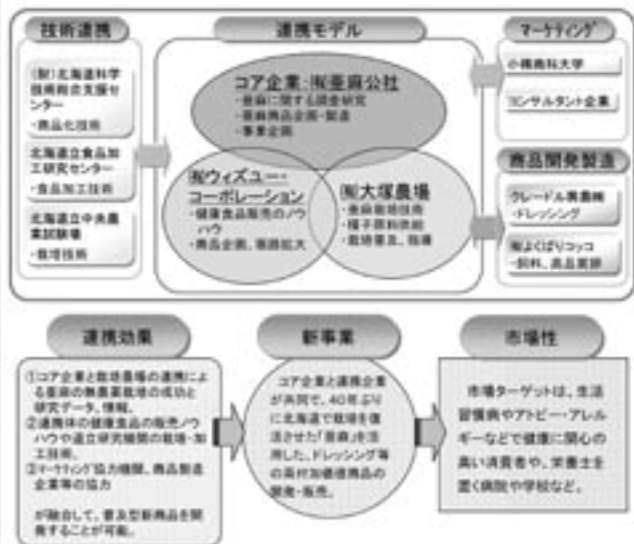 技術連携
(財)北海道科学
技術総合支援セ
ンター
・商品化技術
北海道立食品加
工研究センター
・食品加工技術
北海道立中央農
業試験場
・栽培技術
連携モデル
コア企業:㈲亜麻公社
・亜麻に関する調査研究
・亜麻商品企画・製造
・事業企画
㈲ウィズユー・
コーポレーション
・健康食品販売のノウ
ハウ
・商品企画、販路拡大
㈲大塚農場
・亜麻栽培技術
・種子原料供給
・栽培普及、指導
マーケティング
小樽商科大学
コンサルタント企業
商品開発製造
クレードル興農㈱
・ドレッシング
㈲よくばりコッコ
・飼料、商品展開
連携効果
①コア企業と栽培農場の連携によ
る亜麻の無農薬栽培の成功と
研究データ、情報。
②連携体の健康食品の販売ノウ
ハウや道立研究機関の栽培・加
工技術。
③マーケティング協力機関、商品製造
企業等の協力
が融合して、普及型新商品を開
発することが可能。
新事業
コア企業と連携企業
が共同で、40年ぶり
に北海道で栽培を復
活させた「亜麻」を活
用した、ドレッシング等
の高付加価値商品の
開発・販売。
市場性
市場ターゲットは、生活
習慣病やアトピー・アレル
ギーなどで健康に関心の
高い消費者や、栄養士を
置く病院や学校など。